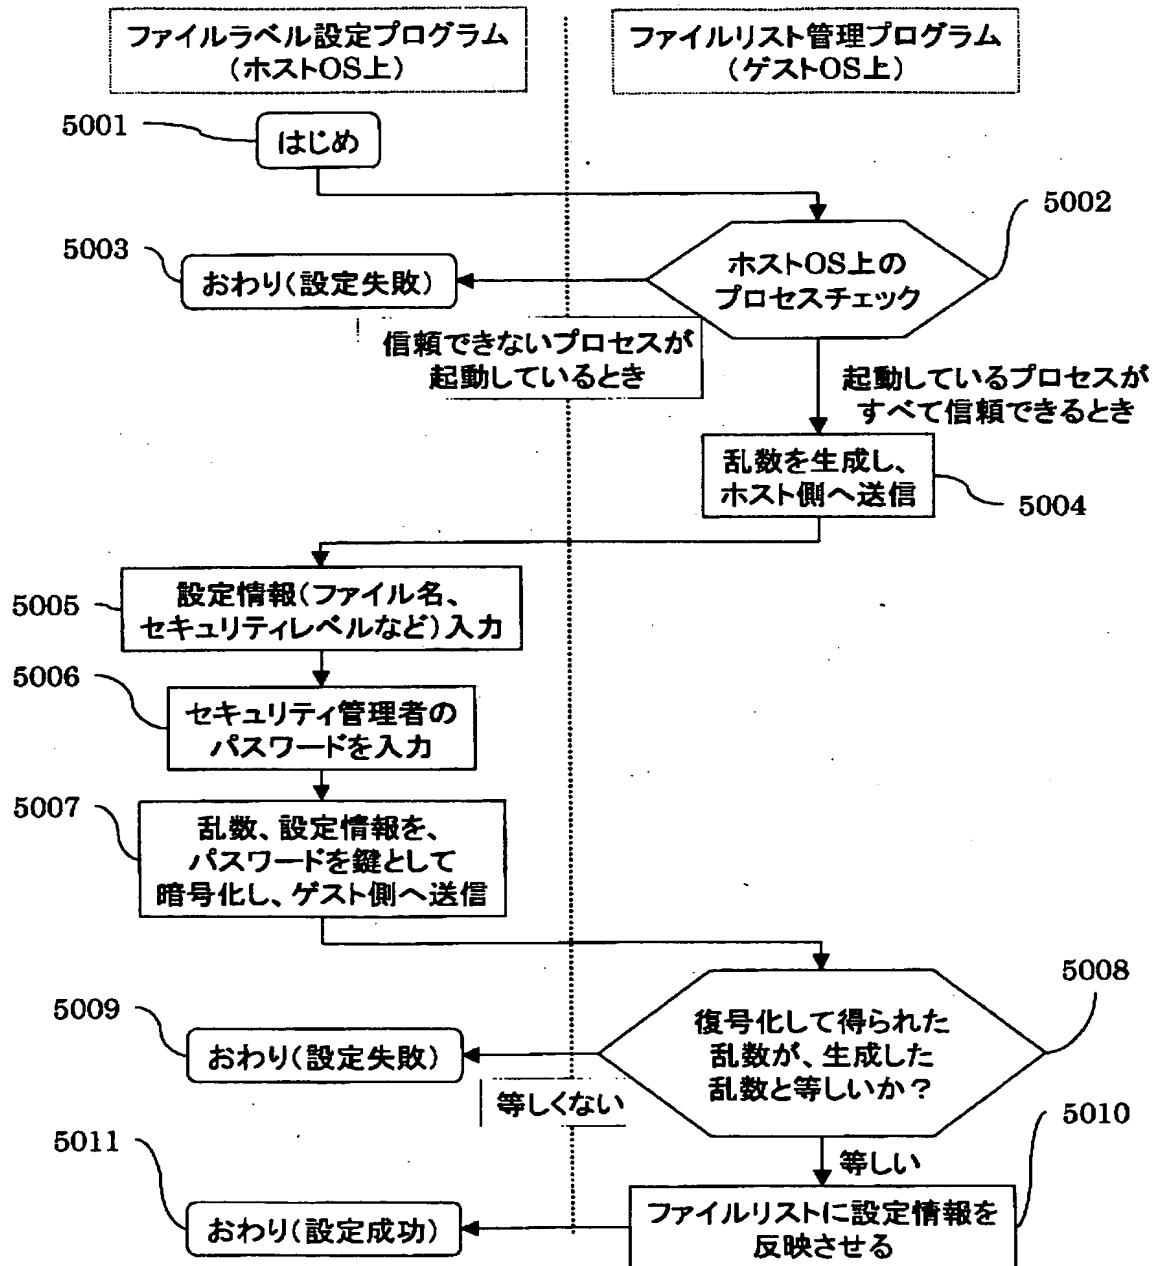 ファイルラベル設定プログラム
(ホストOS上)
ファイルリスト管理プログラム
(ゲストOS上)
5001
はじめ
5002
5003
おわり(設定失敗)
ホストOS上の
プロセスチェック
信頼できないプロセスが
起動しているとき
起動しているプロセスが
すべて信頼できるとき
乱数を生成し、
ホスト側へ送信
5004
5005
設定情報(ファイル名、
セキュリティレベルなど)入力
5006
セキュリティ管理者の
パスワードを入力
5007
乱数、設定情報を、
パスワードを鍵として
暗号化し、ゲスト側へ送信
5008
5009
おわり(設定失敗)
復号化して得られた
乱数が、生成した
乱数と等しいか?
等しくない
5010
5011
等しい
おわり(設定成功)
ファイルリストに設定情報を
反映させる